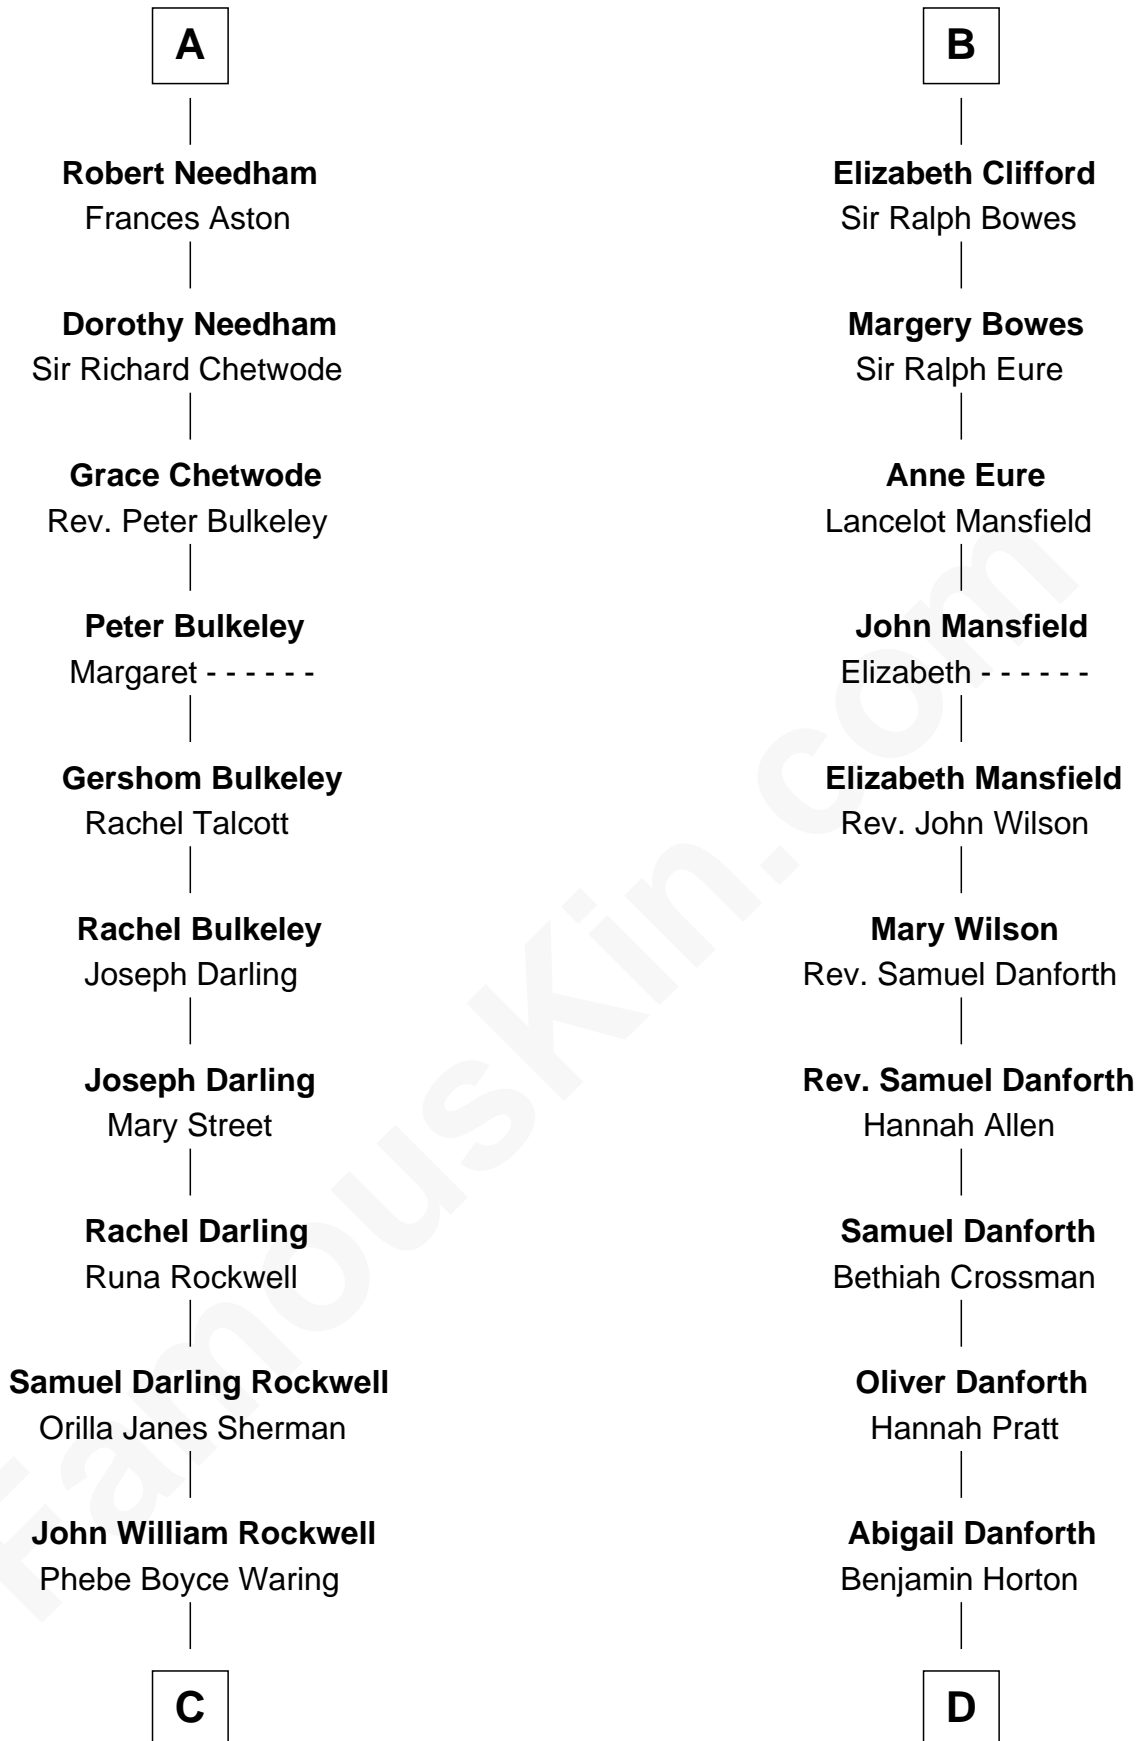 A
Robert Needham
Frances Aston
Dorothy Needham
Sir Richard Chetwode
Grace Chetwode
Rev. Peter Bulkeley
Peter Bulkeley
Margaret - - - - - -
Gershom Bulkeley
Rachel Talcott
Rachel Bulkeley
Joseph Darling
Joseph Darling
Mary Street
Rachel Darling
Runa Rockwell
Samuel Darling Rockwell
Orilla Janes Sherman
John William Rockwell
Phebe Boyce Waring
C
B
Elizabeth Clifford
Sir Ralph Bowes
Margery Bowes
Sir Ralph Eure
Anne Eure
Lancelot Mansfield
John Mansfield
Elizabeth - - - - - -
Elizabeth Mansfield
Rev. John Wilson
Mary Wilson
Rev. Samuel Danforth
Rev. Samuel Danforth
Hannah Allen
Samuel Danforth
Bethiah Crossman
Oliver Danforth
Hannah Pratt
Abigail Danforth
Benjamin Horton
D
FamousKin.com